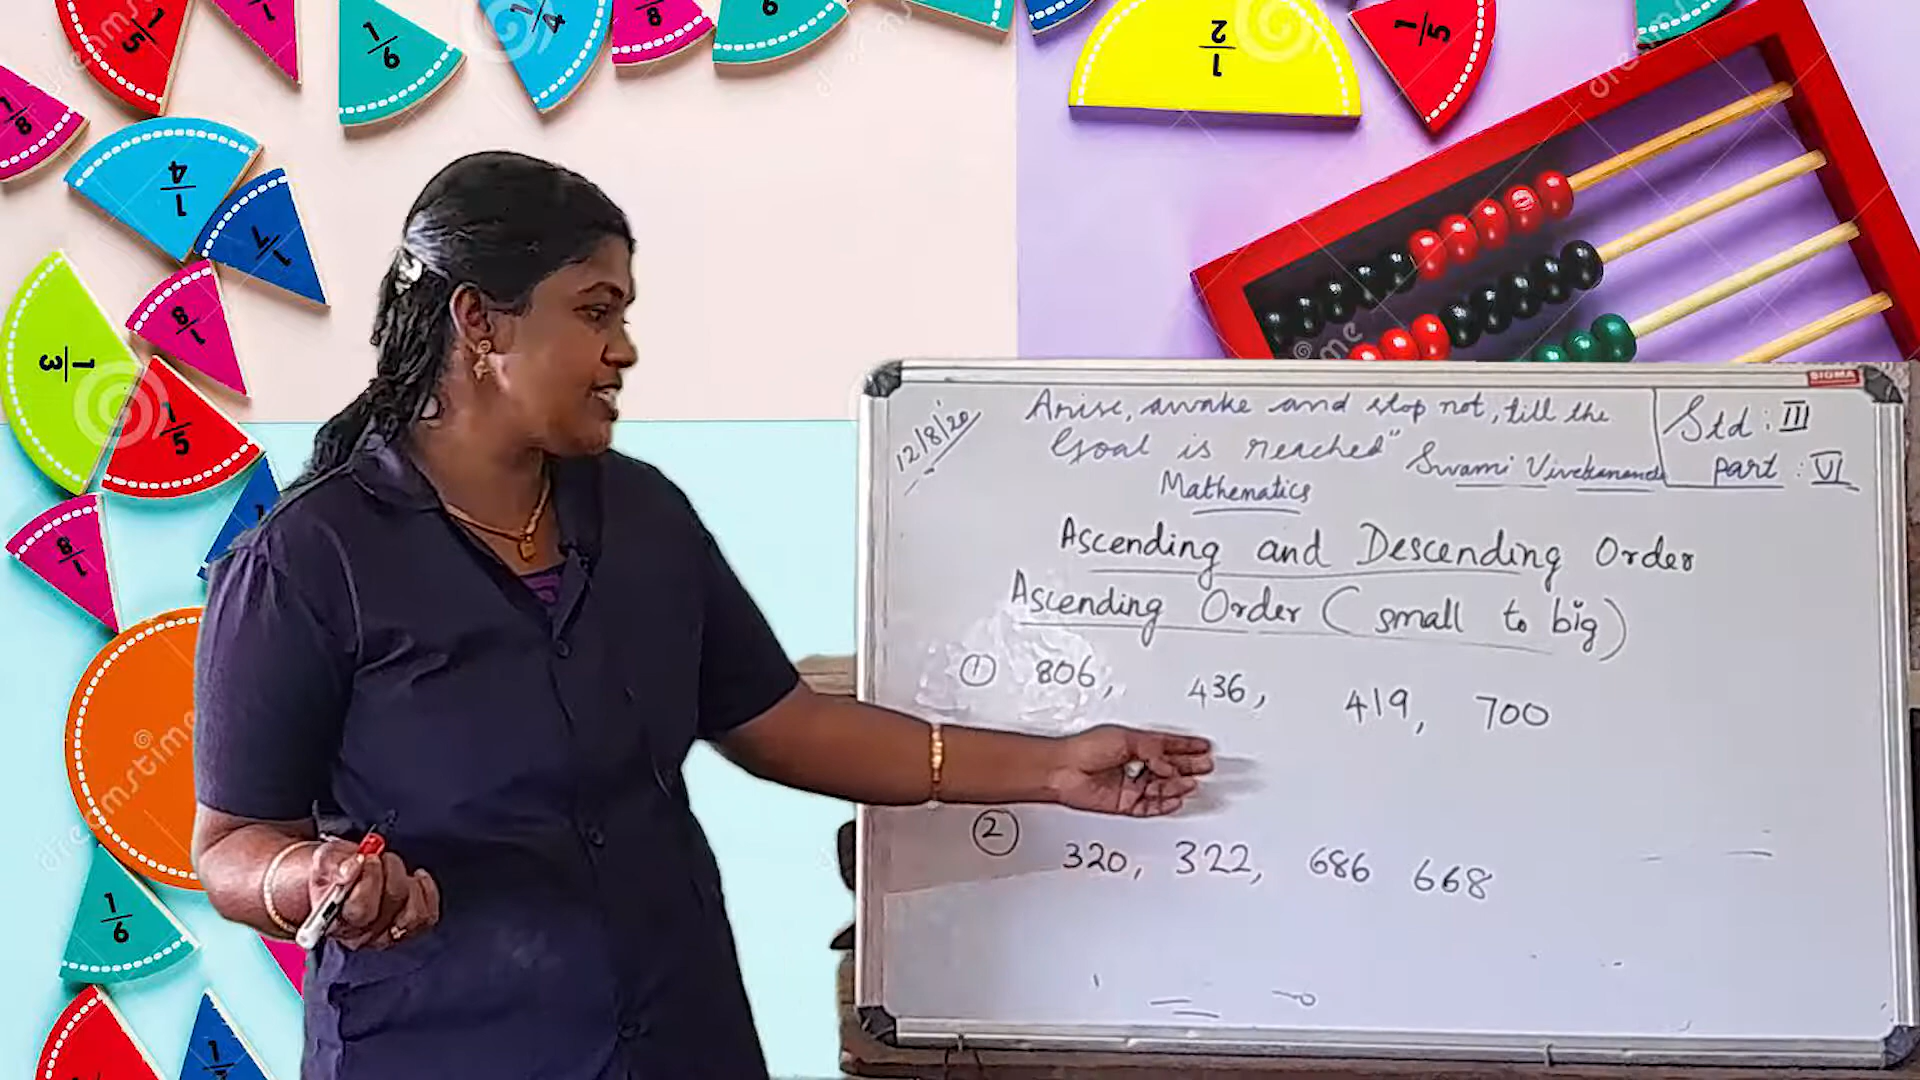 12/8/20
Arise, awake and stop not, till the
Goal is reached" Swami Vivekananda
Std : III
part : VI
Mathematics
Ascending and Descending Order
Ascending Order ( small to big )
① 806, 436, 419, 700
② 320, 322, 686 668
SIGMA
1/5
1/6
1/4
1/8
6
1/2
1/5
1/8
1/4
1/8
1/3
1/5
1/8
1/6
dreamstime